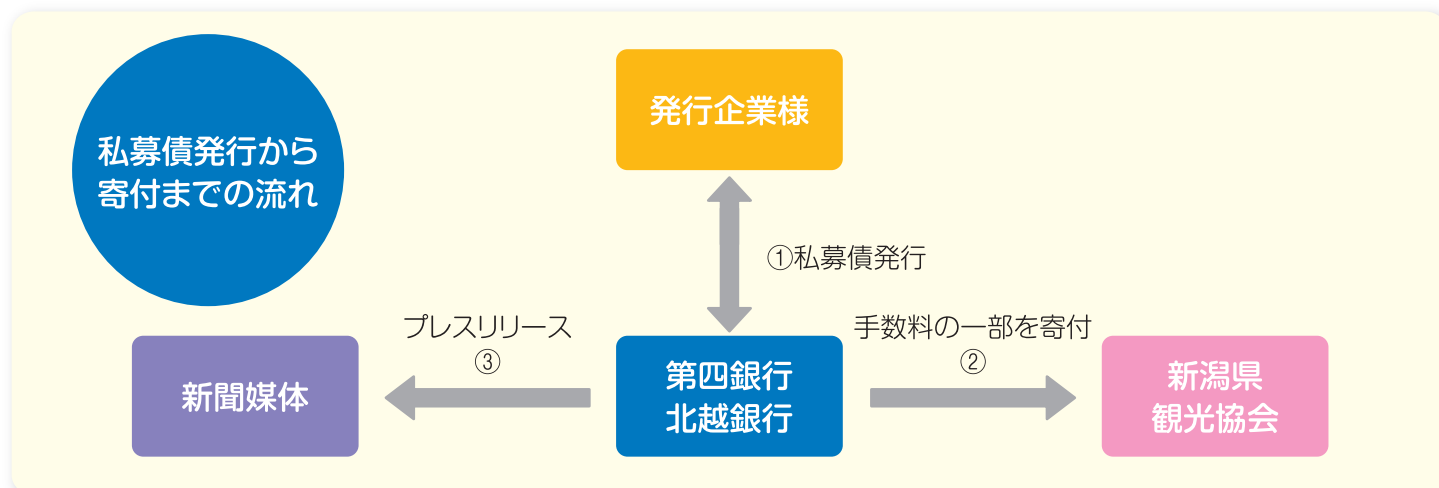 私募債発行から
寄付までの流れ
発行企業様
①私募債発行
プレスリリース
③
手数料の一部を寄付
②
新聞媒体
第四銀行
北越銀行
新潟県
観光協会